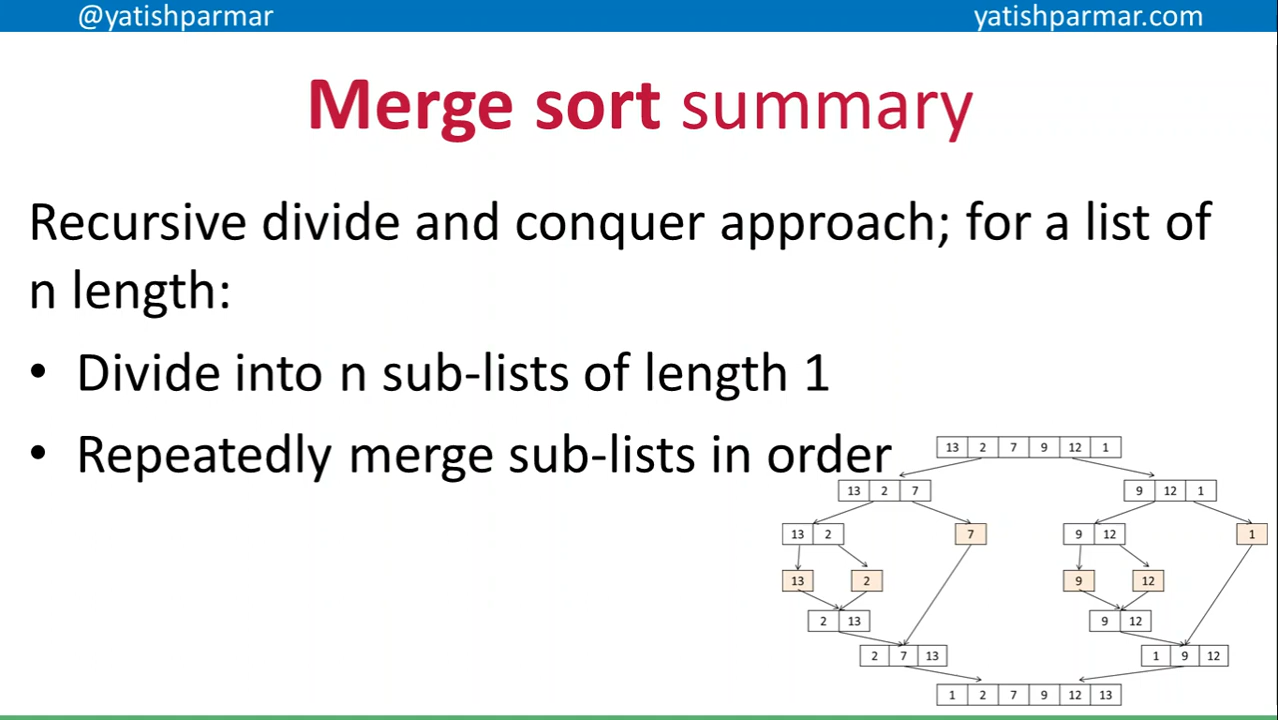 @yatishparmar yatishparmar.com
Merge sort summary
Recursive divide and conquer approach; for a list of
n length:
• Divide into n sub-lists of length 1
• Repeatedly merge sub-lists in order
13 2 7 9 12 1
13 2 7 9 12 1
13 2 7 9 12 1
13 2 9 12
2 13 9 12
2 7 13 1 9 12
1 2 7 9 12 13